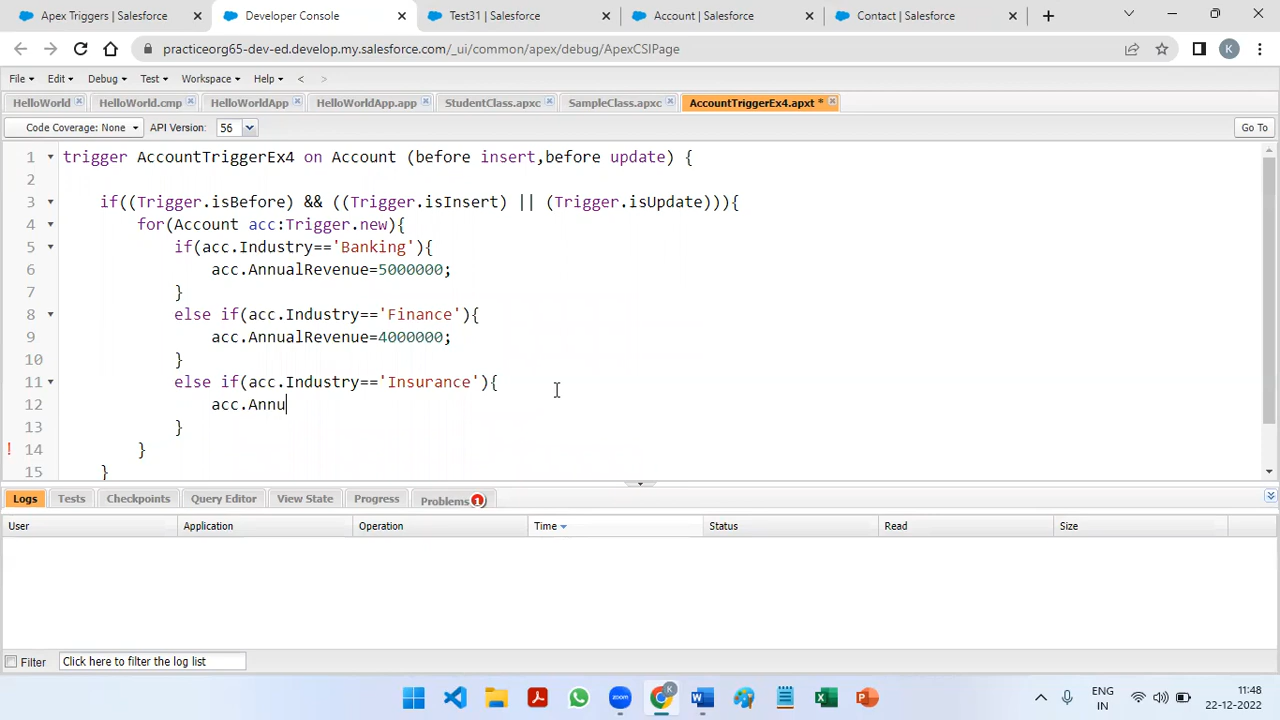 Apex Triggers | Salesforce
Developer Console
Test31 | Salesforce
Account | Salesforce
Contact | Salesforce
practiceorg65-dev-ed.develop.my.salesforce.com/_ui/common/apex/debug/ApexCSIPage
K
File Edit Debug Test Workspace Help < >
HelloWorld HelloWorld.cmp HelloWorldApp HelloWorldApp.app StudentClass.apxc SampleClass.apxc AccountTriggerEx4.apxt *
Code Coverage: None API Version: 56 Go To
1 trigger AccountTriggerEx4 on Account (before insert,before update) {
2
3 if((Trigger.isBefore) && ((Trigger.isInsert) || (Trigger.isUpdate))){
4 for(Account acc:Trigger.new){
5 if(acc.Industry=='Banking'){
6 acc.AnnualRevenue=5000000;
7 }
8 else if(acc.Industry=='Finance'){
9 acc.AnnualRevenue=4000000;
10 }
11 else if(acc.Industry=='Insurance'){
12 acc.Annu
13 }
! 14 }
15 }
Logs Tests Checkpoints Query Editor View State Progress Problems 1
User Application Operation Time Status Read Size
Filter Click here to filter the log list
ENG
IN
11:48
22-12-2022